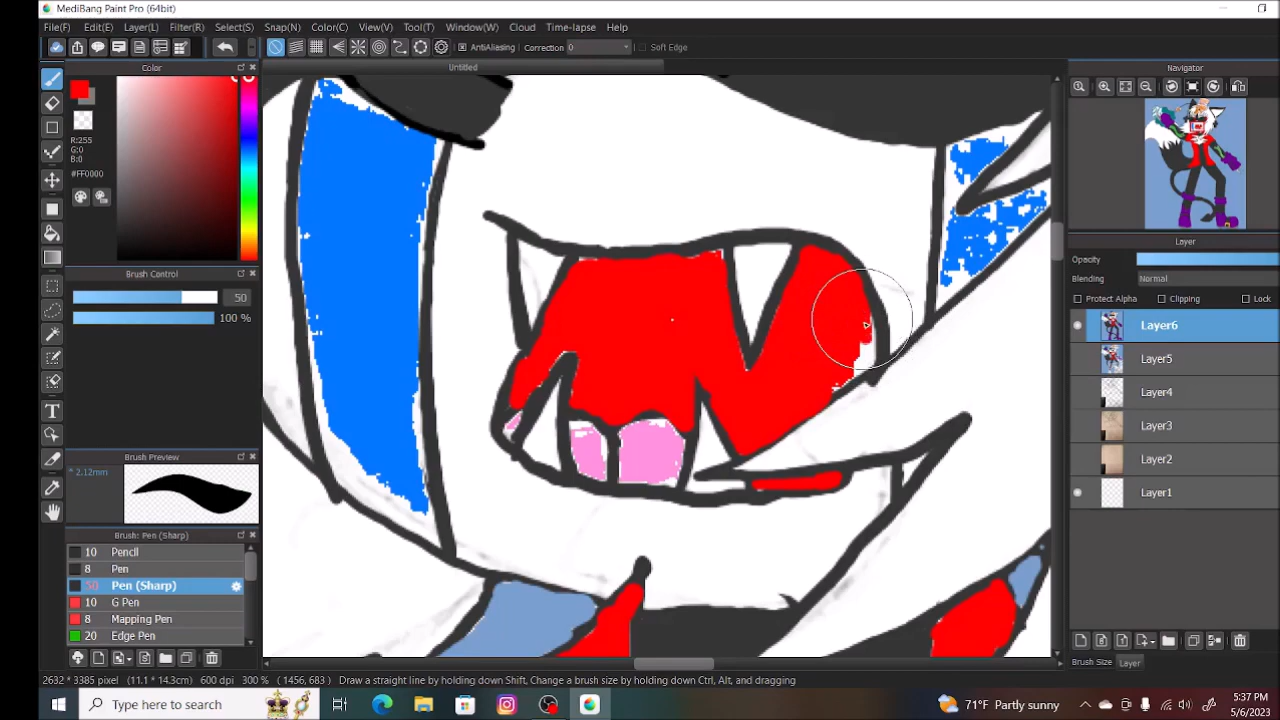 MediBang Paint Pro (64bit)
File(F) Edit(E) Layer(L) Filter(R) Select(S) Snap(N) Color(C) View(V) Tool(T) Window(W) Cloud Time-lapse Help
AntiAliasing Correction 0 Soft Edge
Color
Untitled
Navigator
R:255
G:0
B:0
#FF0000
Brush Control
50
100 %
Brush Preview
* 2.12mm
Brush: Pen (Sharp)
10 Pencil
8 Pen
50 Pen (Sharp)
10 G Pen
8 Mapping Pen
20 Edge Pen
Layer
Opacity
Blending Normal
Protect Alpha Clipping Lock
Layer6
Layer5
Layer4
Layer3
Layer2
Layer1
Brush Size Layer
2632 * 3385 pixel (11.1 * 14.3cm) 600 dpi 300 % (1456, 683) Draw a straight line by holding down Shift, Change a brush size by holding down Ctrl, Alt, and dragging
Type here to search
71°F Partly sunny
5:37 PM
5/6/2023